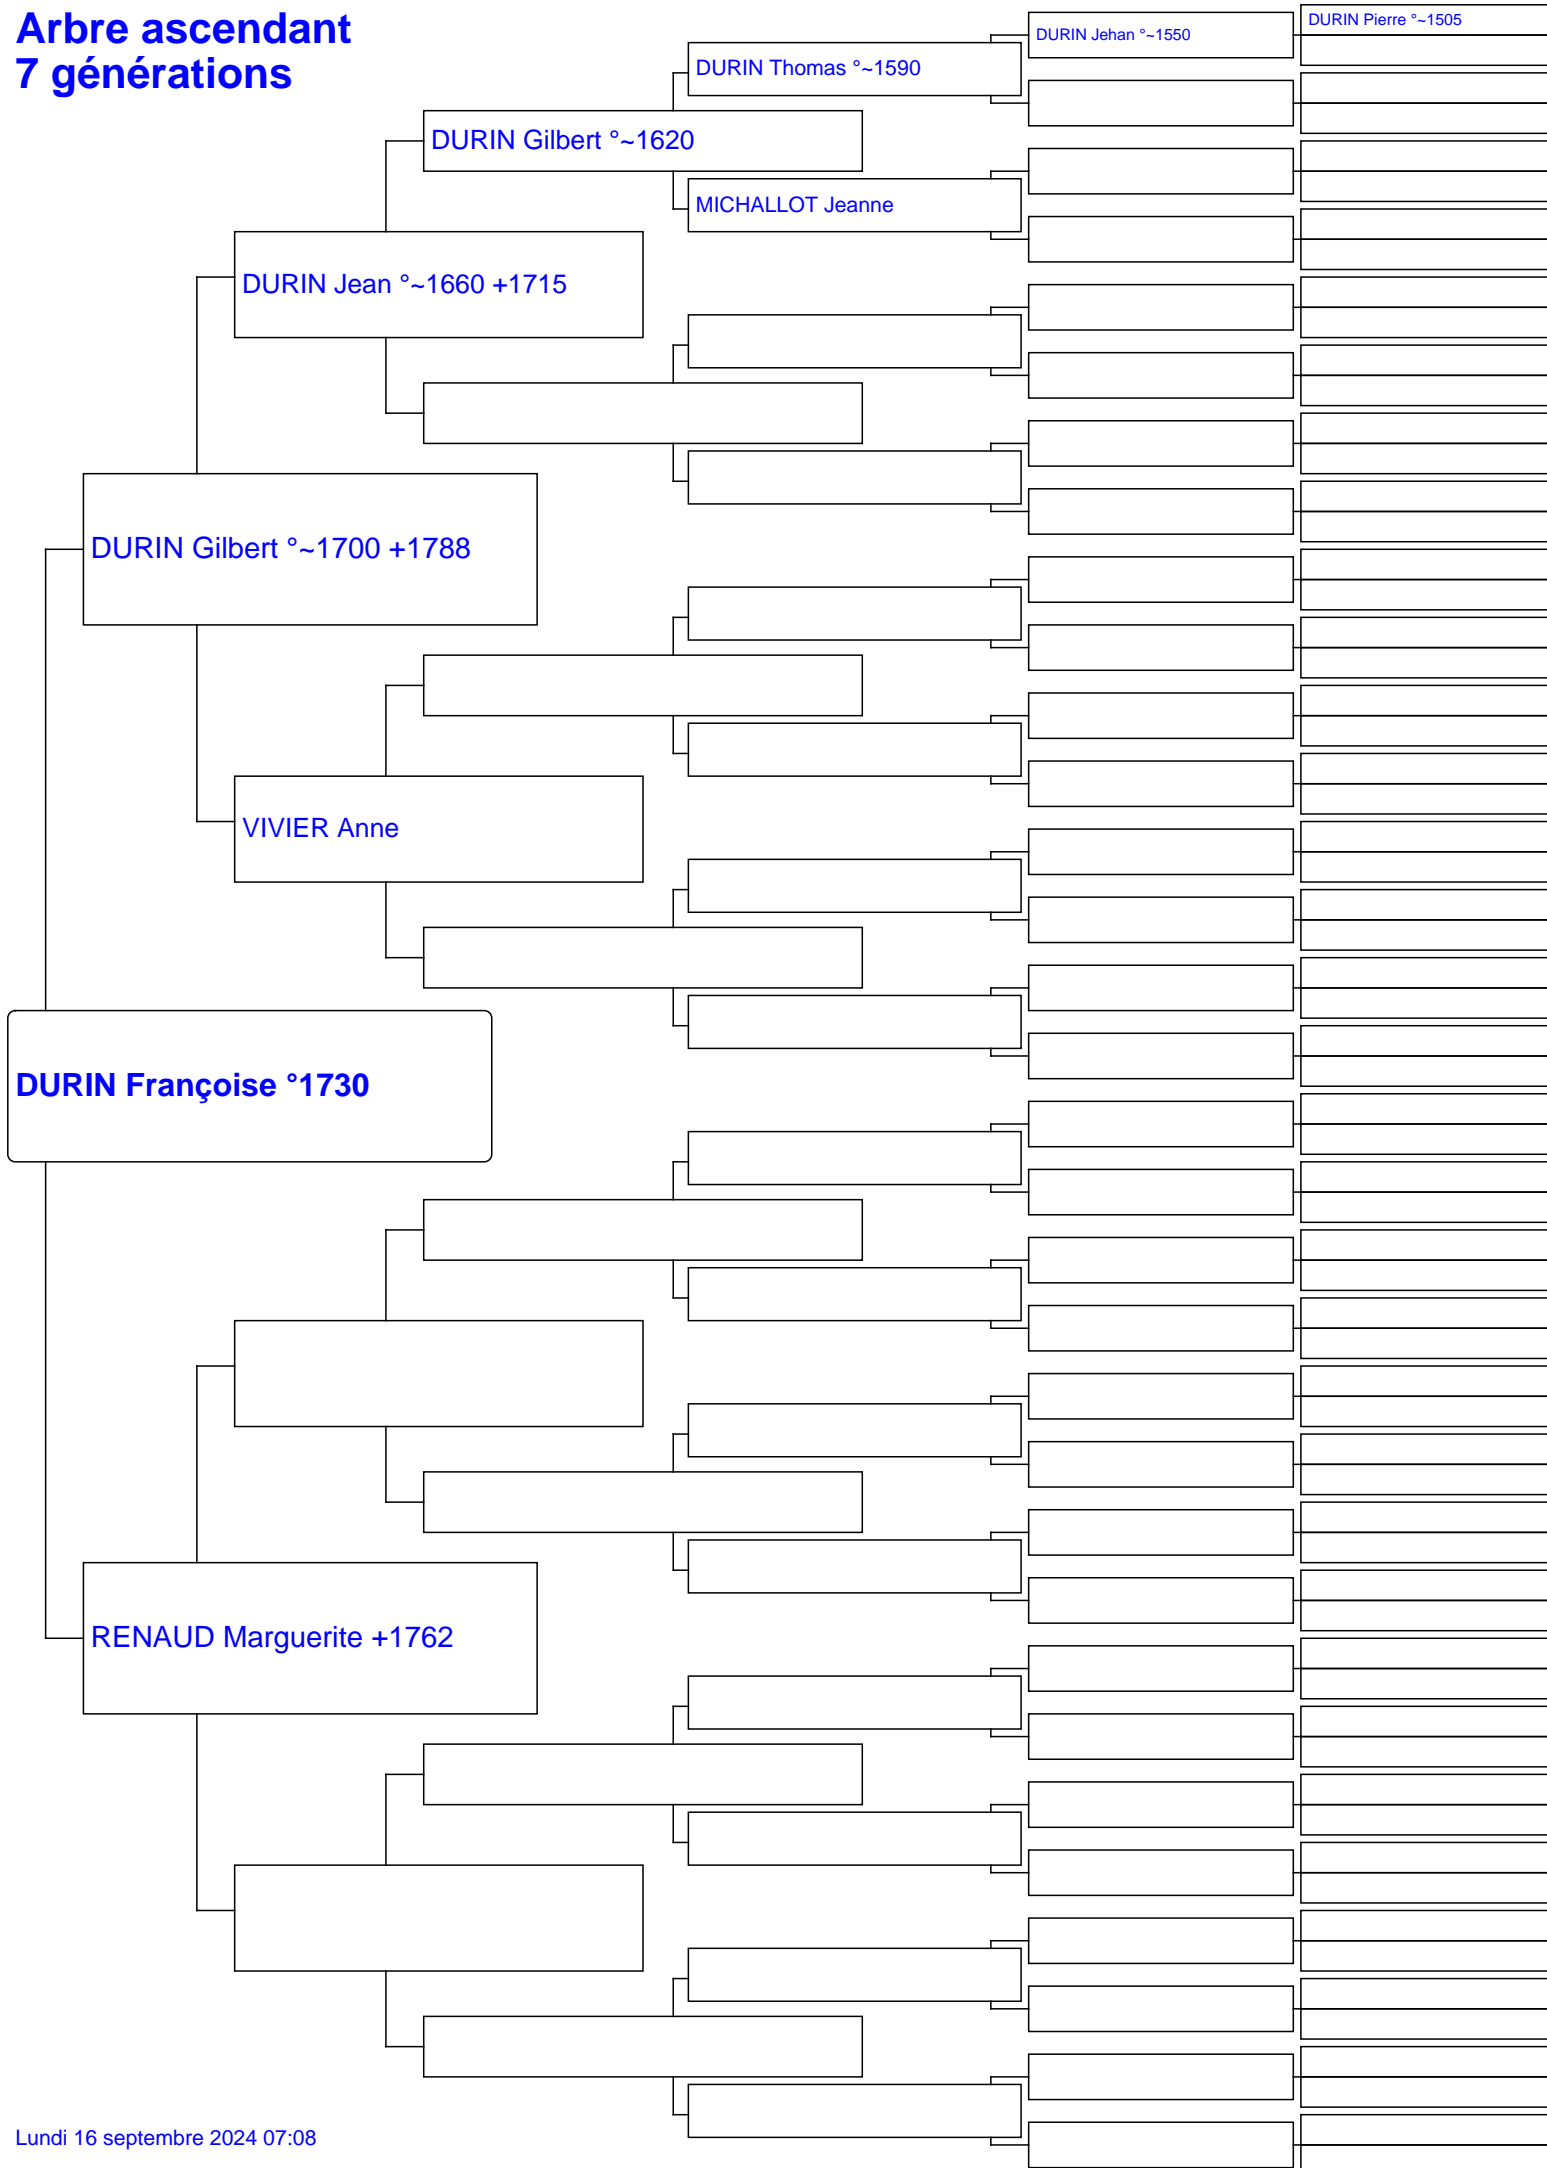 Arbre ascendant
7 générations
DURIN Pierre °~1505
DURIN Jehan °~1550
DURIN Thomas °~1590
DURIN Gilbert °~1620
MICHALLOT Jeanne
DURIN Jean °~1660 +1715
DURIN Gilbert °~1700 +1788
VIVIER Anne
DURIN Françoise °1730
RENAUD Marguerite +1762
Lundi 16 septembre 2024 07:08